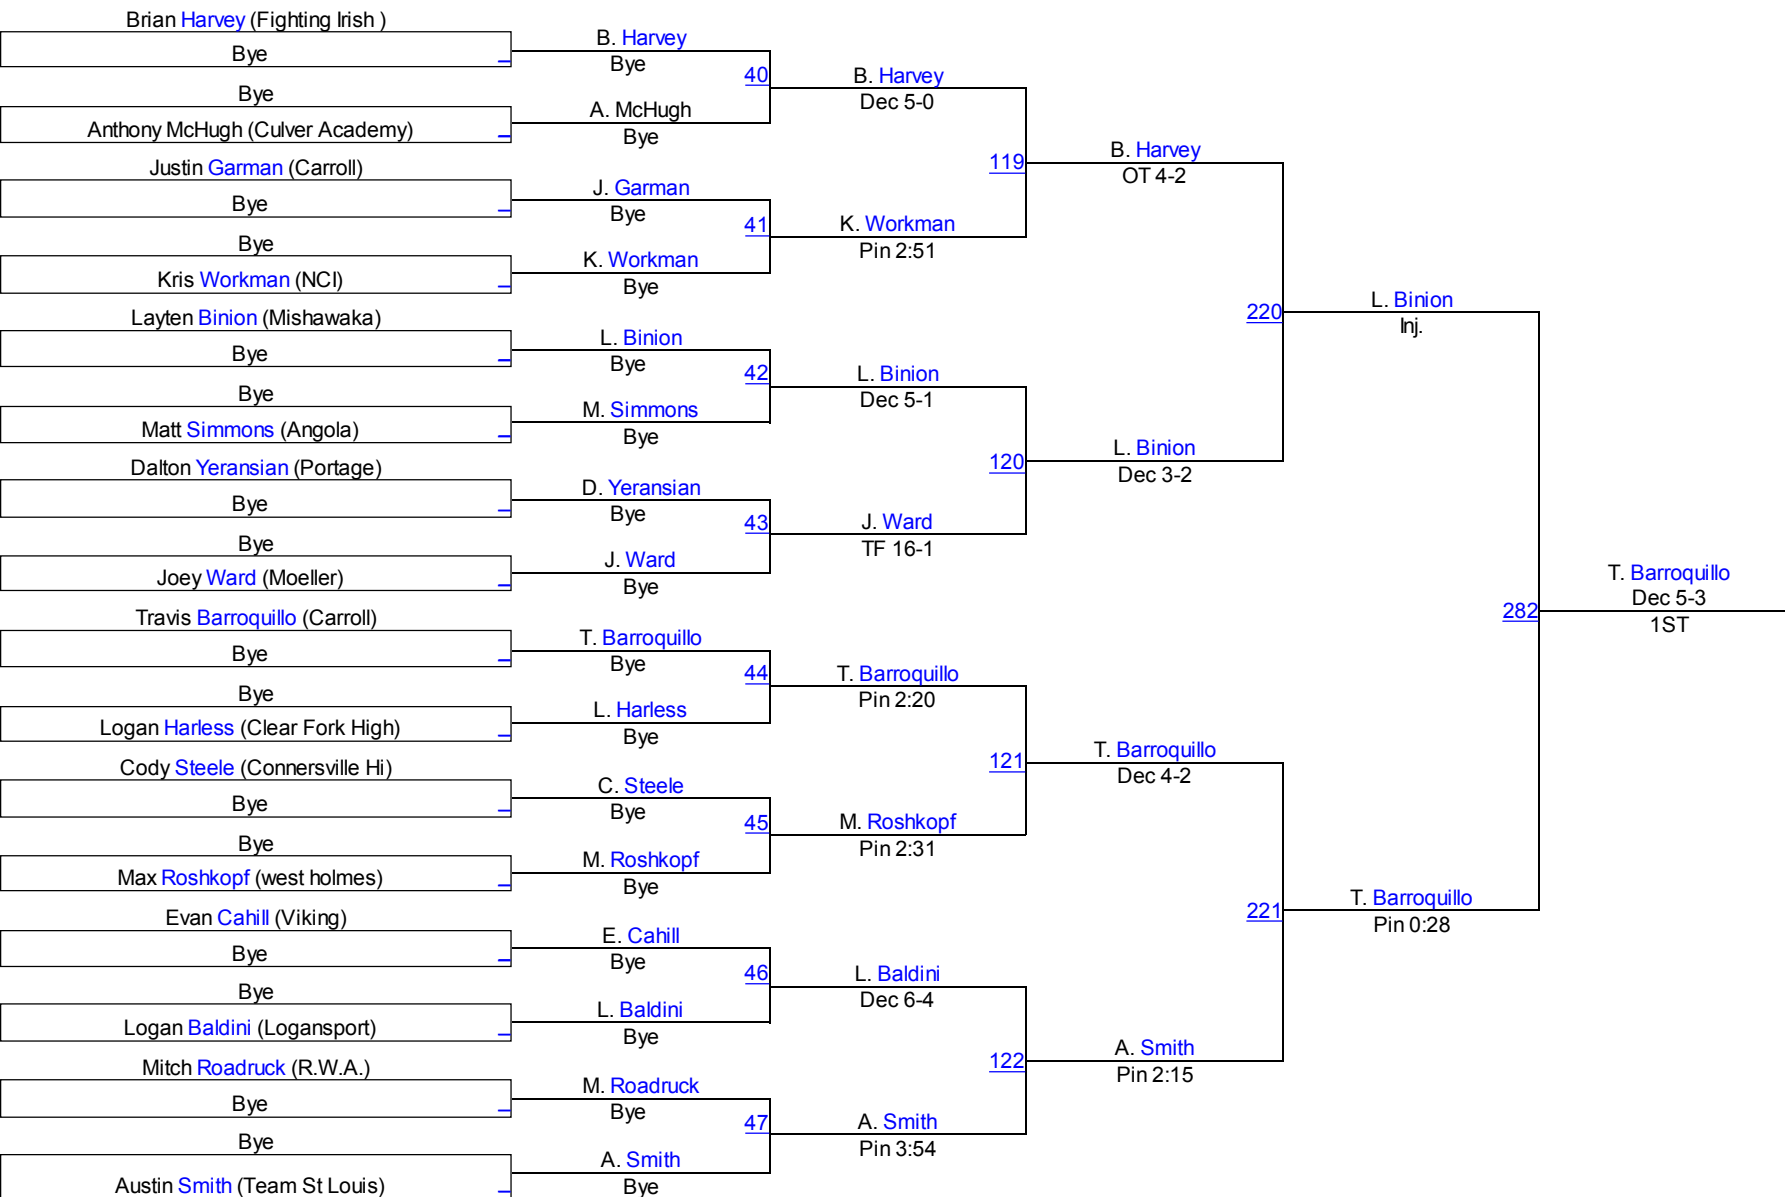 Brian Harvey (Fighting Irish )
Bye
Bye
Anthony McHugh (Culver Academy)
Justin Garman (Carroll)
Bye
Bye
Kris Workman (NCI)
Layten Binion (Mishawaka)
Bye
Bye
Matt Simmons (Angola)
Dalton Yeransian (Portage)
Bye
Bye
Joey Ward (Moeller)
Travis Barroquillo (Carroll)
Bye
Bye
Logan Harless (Clear Fork High)
Cody Steele (Connersville Hi)
Bye
Bye
Max Roshkopf (west holmes)
Evan Cahill (Viking)
Bye
Bye
Logan Baldini (Logansport)
Mitch Roadruck (R.W.A.)
Bye
Bye
Austin Smith (Team St Louis)
B. Harvey
Bye
40
A. McHugh
Bye
J. Garman
Bye
41
K. Workman
Bye
L. Binion
Bye
42
M. Simmons
Bye
D. Yeransian
Bye
43
J. Ward
Bye
T. Barroquillo
Bye
44
L. Harless
Bye
C. Steele
Bye
45
M. Roshkopf
Bye
E. Cahill
Bye
46
L. Baldini
Bye
M. Roadruck
Bye
47
A. Smith
Bye
B. Harvey
Dec 5-0
119
K. Workman
Pin 2:51
L. Binion
Dec 5-1
120
J. Ward
TF 16-1
T. Barroquillo
Pin 2:20
121
M. Roshkopf
Pin 2:31
L. Baldini
Dec 6-4
122
A. Smith
Pin 3:54
B. Harvey
OT 4-2
220
L. Binion
Dec 3-2
T. Barroquillo
Dec 4-2
221
A. Smith
Pin 2:15
L. Binion
Inj.
282
T. Barroquillo
Pin 0:28
T. Barroquillo
Dec 5-3
1ST